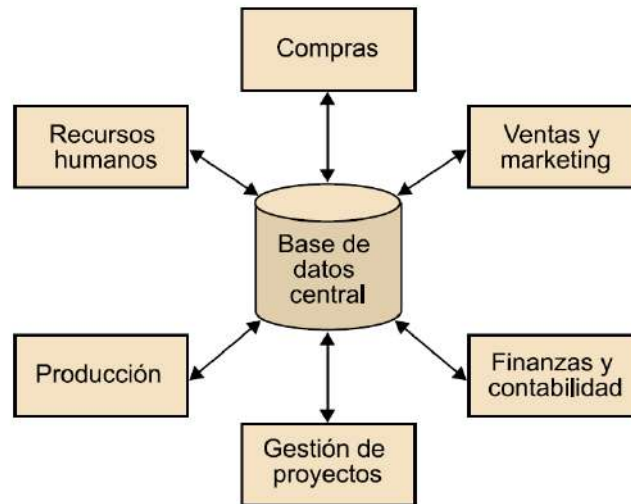 Compras
Recursos
humanos
Ventas y
marketing
Base de
datos
central
Producción
Finanzas y
contabilidad
Gestión de
proyectos